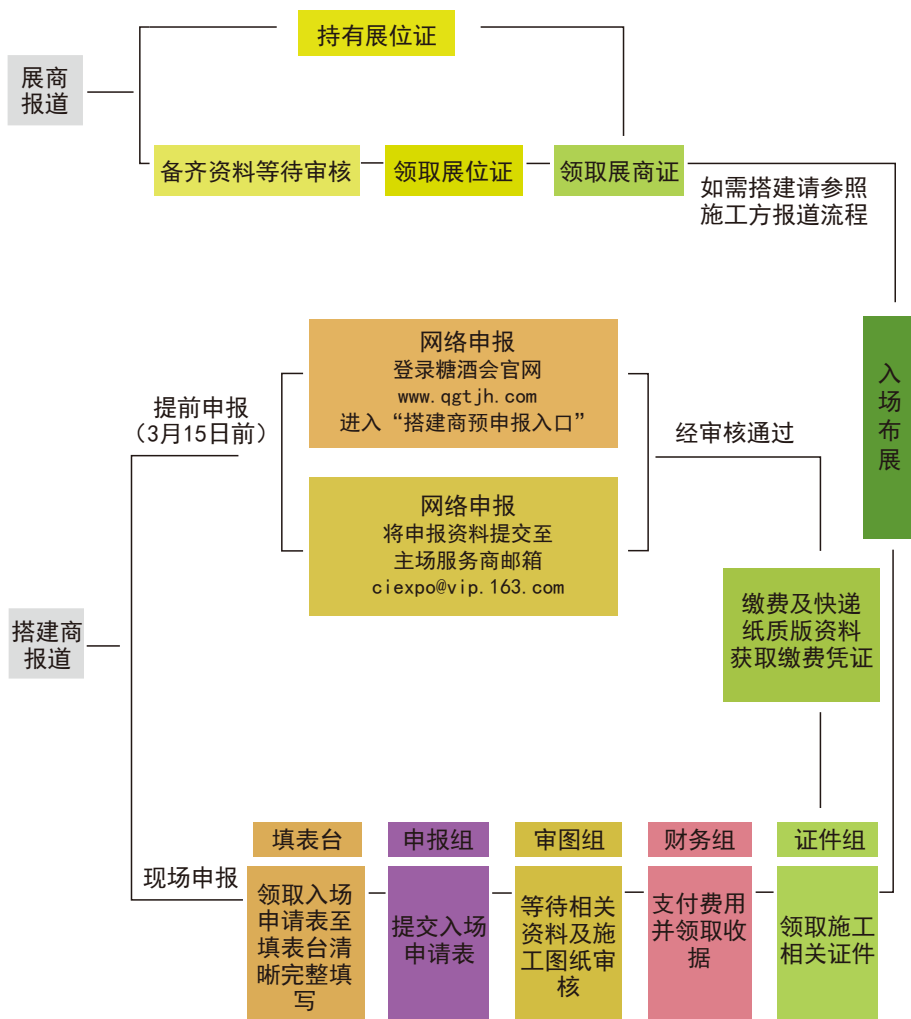 持有展位证
展商
报道
备齐资料等待审核
领取展位证
领取展商证
如需搭建请参照
施工方报道流程
网络申报
登录糖酒会官网
www.qgtjh.com
进入“搭建商预申报入口”
提前申报
（3月15日前）
经审核通过
入
场
布
展
网络申报
将申报资料提交至
主场服务商邮箱
ciexpo@vip.163.com
搭建商
报道
缴费及快递
纸质版资料
获取缴费凭证
现场申报
填表台
领取入场
申请表至
填表台清
晰完整填
写
申报组
提交入场
申请表
审图组
等待相关
资料及施
工图纸审
核
财务组
支付费用
并领取收
据
证件组
领取施工
相关证件